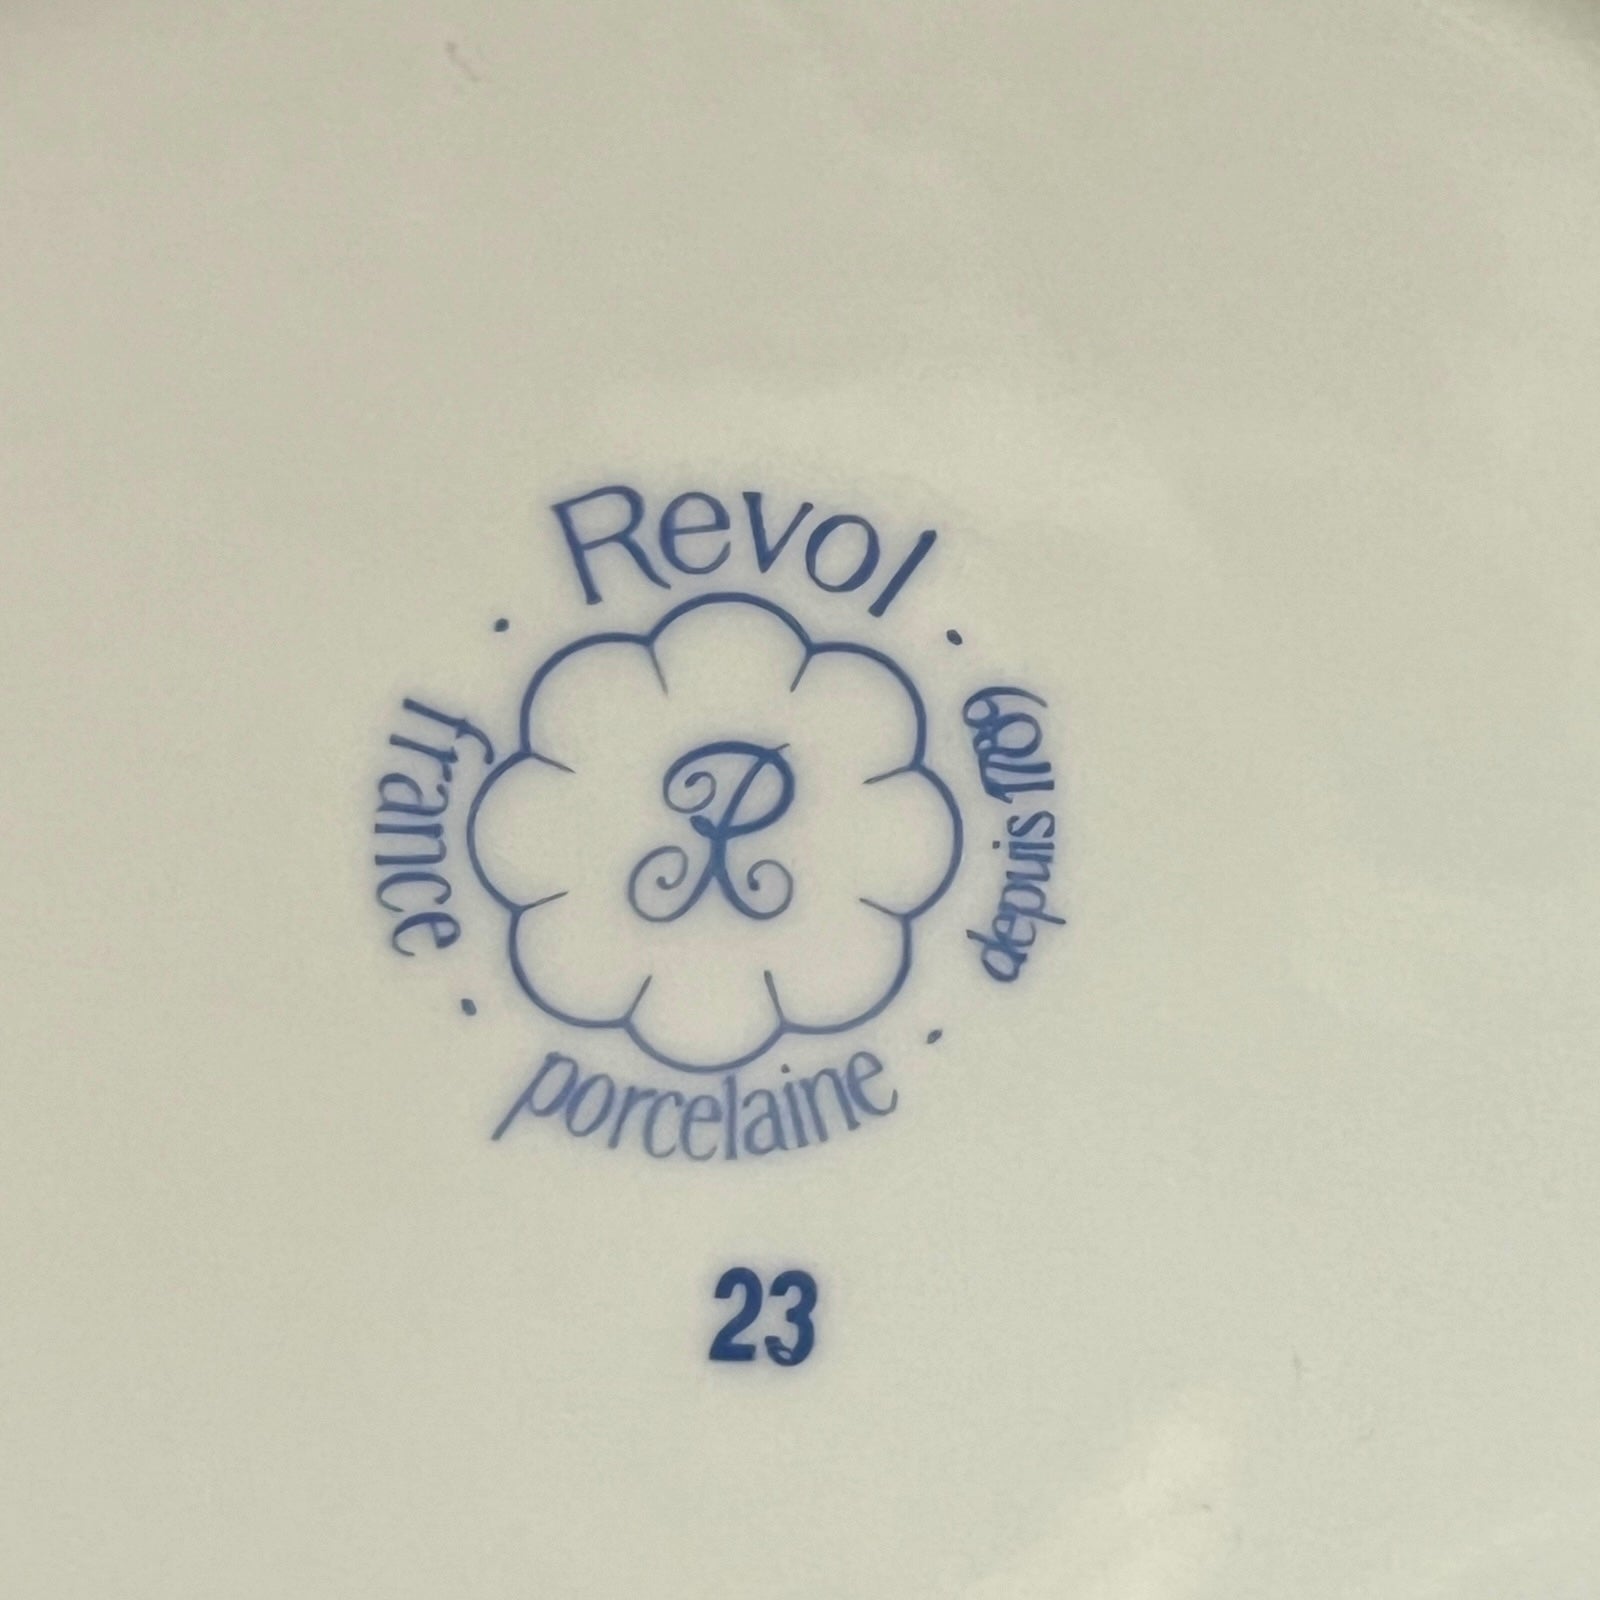 Revol
depuis 1789
porcelaine
france
R
23